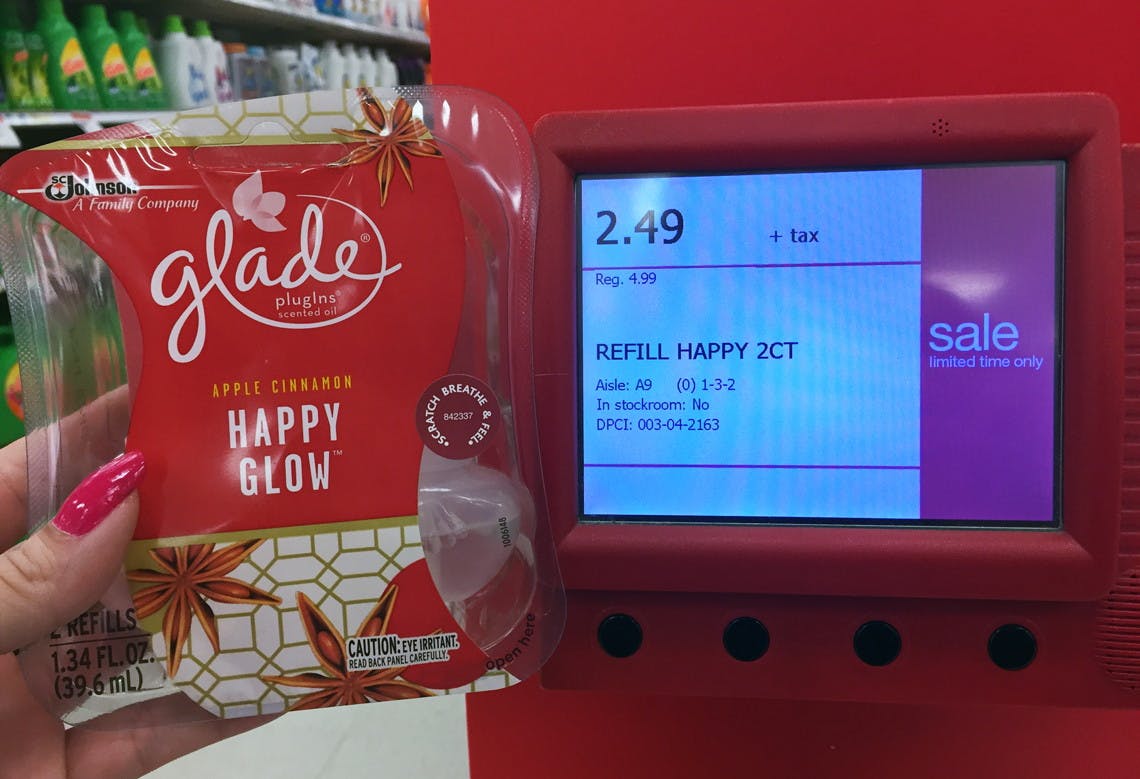 SC Johnson
A Family Company
glade®
plugIns®
scented oil
APPLE CINNAMON
HAPPY
GLOW™
•SCRATCH BREATHE & FEEL•
842337
1006148
2 REFILLS
1.34 FL. OZ.
(39.6 mL)
CAUTION: EYE IRRITANT.
READ BACK PANEL CAREFULLY.
open here
2.49 + tax
Reg. 4.99
REFILL HAPPY 2CT
Aisle: A9 (0) 1-3-2
In stockroom: No
DPCI: 003-04-2163
sale
limited time only